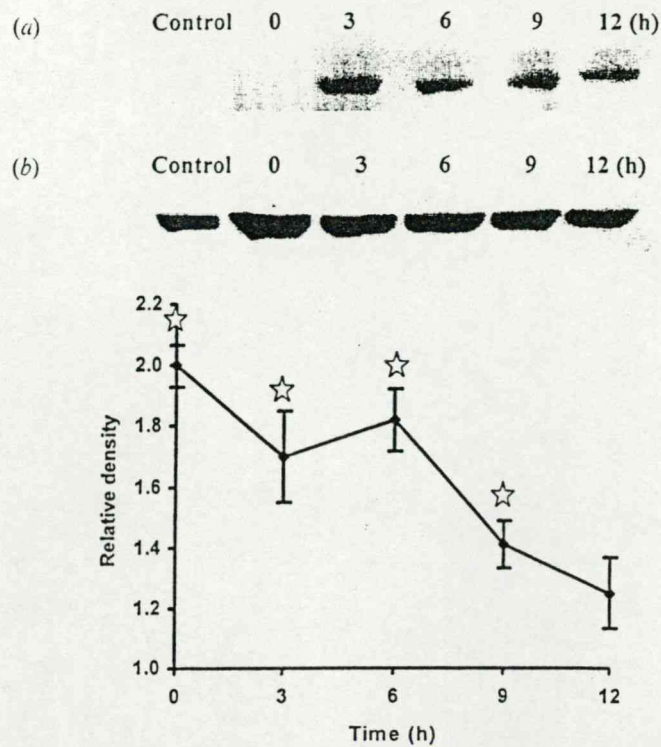 (a) Control 0 3 6 9 12 (h)
(b) Control 0 3 6 9 12 (h)
2.2
2.0
1.8
1.6
1.4
1.2
1.0
Relative density
0 3 6 9 12
Time (h)